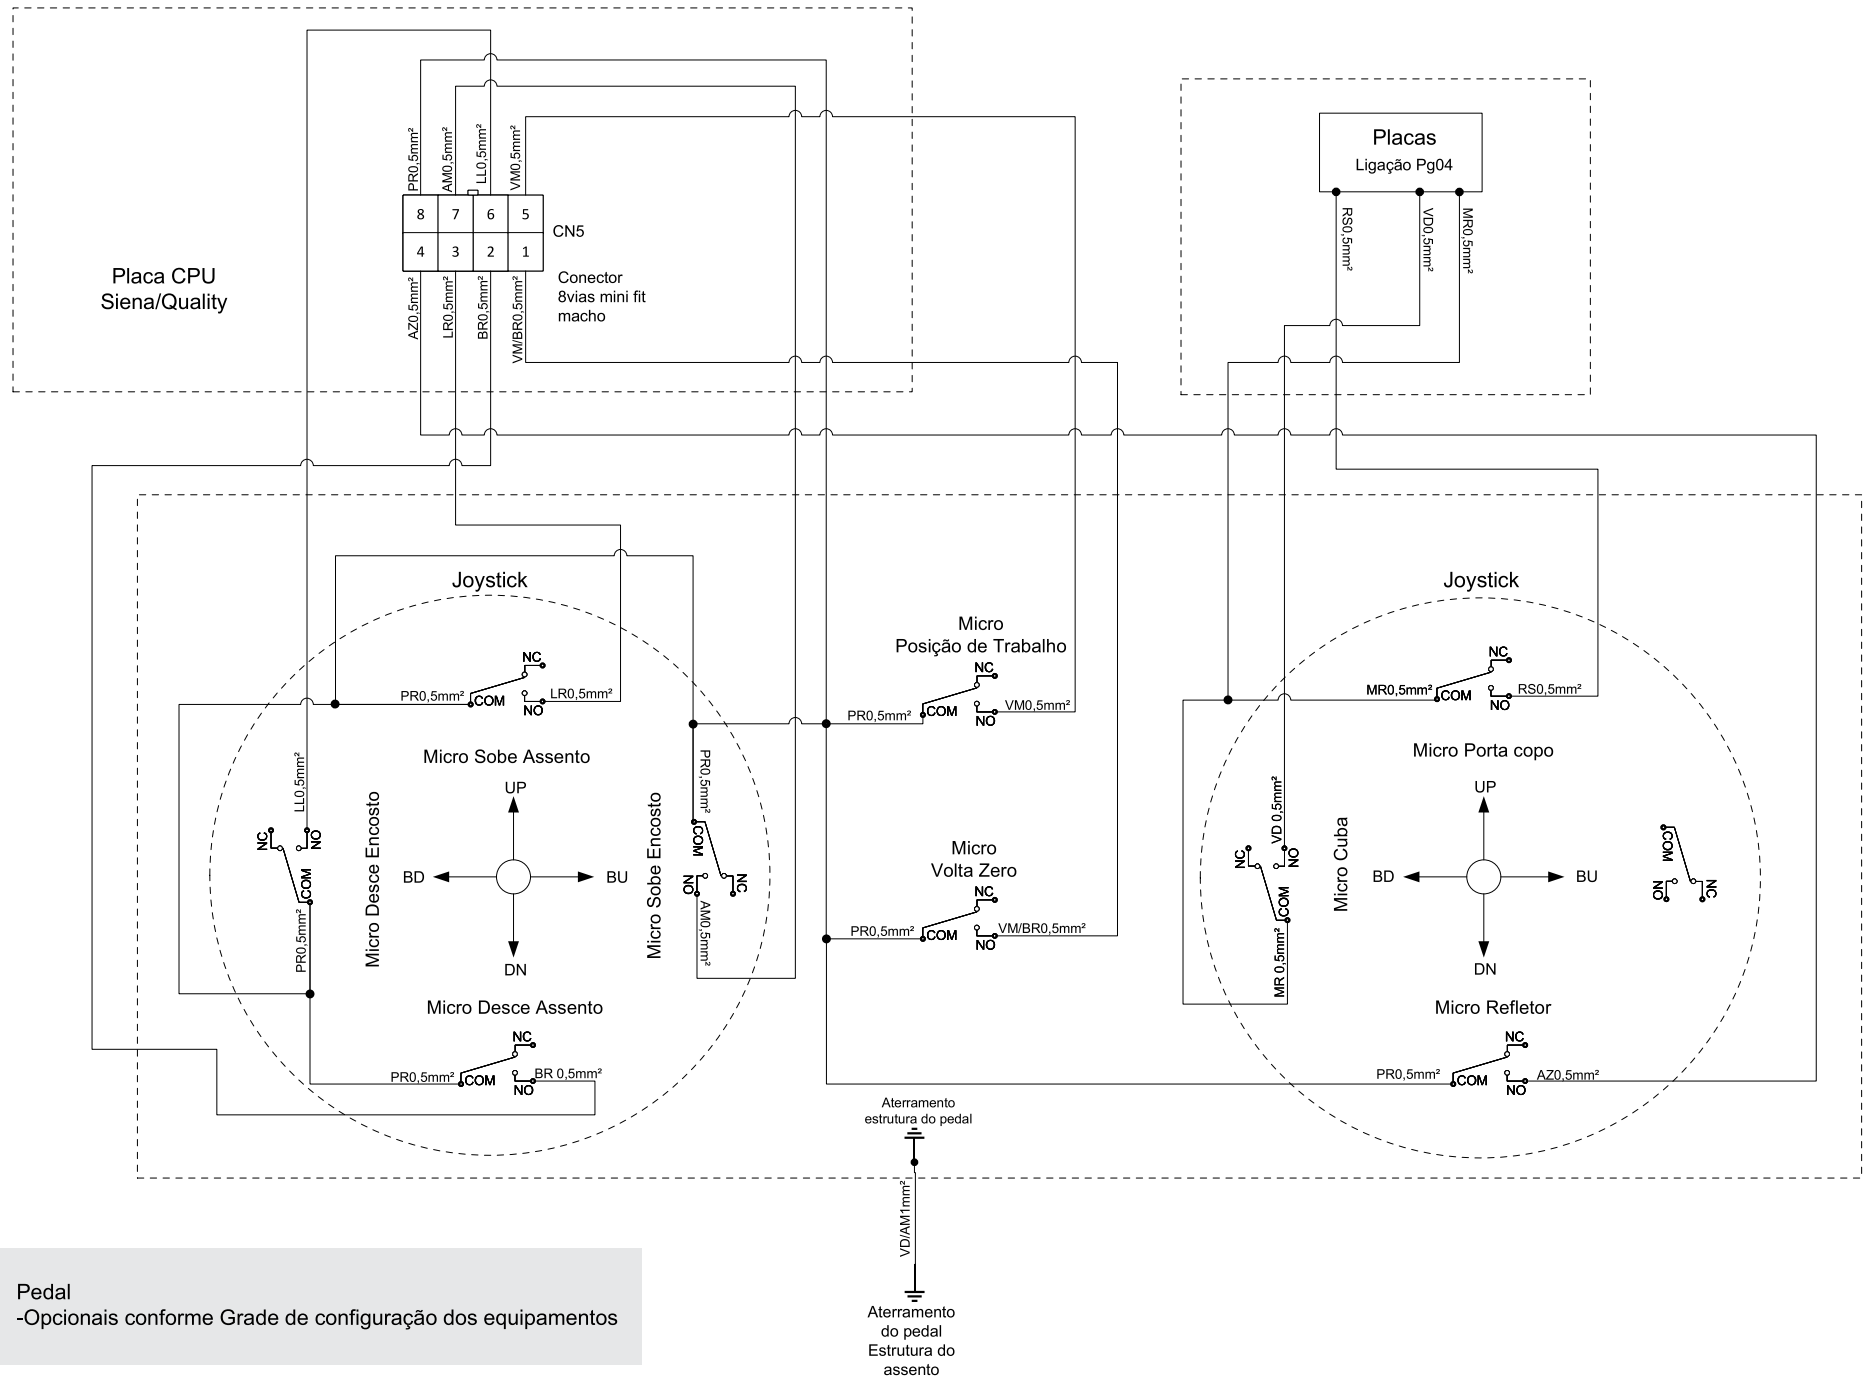 PR0,5mm²
AM0,5mm²
LL0,5mm²
VM0,5mm²
8
7
6
5
4
3
2
1
CN5
Conector
8vias mini fit
macho
AZ0,5mm²
LR0,5mm²
BR0,5mm²
VM/BR0,5mm²
Placa CPU
Siena/Quality
Placas
Ligação Pg04
RS0,5mm²
VD0,5mm²
MR0,5mm²
Joystick
NC
PR0,5mm²
COM
LR0,5mm²
NO
Micro Sobe Assento
UP
BD
BU
DN
LL0,5mm²
NC
NO
COM
PR0,5mm²
Micro Desce Encosto
Micro Sobe Encosto
PR0,5mm²
COM
NO
NC
AM0,5mm²
Micro Desce Assento
NC
PR0,5mm²
COM
BR 0,5mm²
NO
Micro
Posição de Trabalho
NC
PR0,5mm²
COM
VM0,5mm²
NO
Micro
Volta Zero
NC
PR0,5mm²
COM
VM/BR0,5mm²
NO
Joystick
NC
MR0,5mm²
COM
RS0,5mm²
NO
Micro Porta copo
UP
BD
BU
DN
VD 0,5mm²
NC
NO
COM
MR 0,5mm²
Micro Cuba
COM
NO
NC
Micro Refletor
NC
PR0,5mm²
COM
AZ0,5mm²
NO
Aterramento
estrutura do pedal
VD/AM1mm²
Aterramento
do pedal
Estrutura do
assento
Pedal
-Opcionais conforme Grade de configuração dos equipamentos